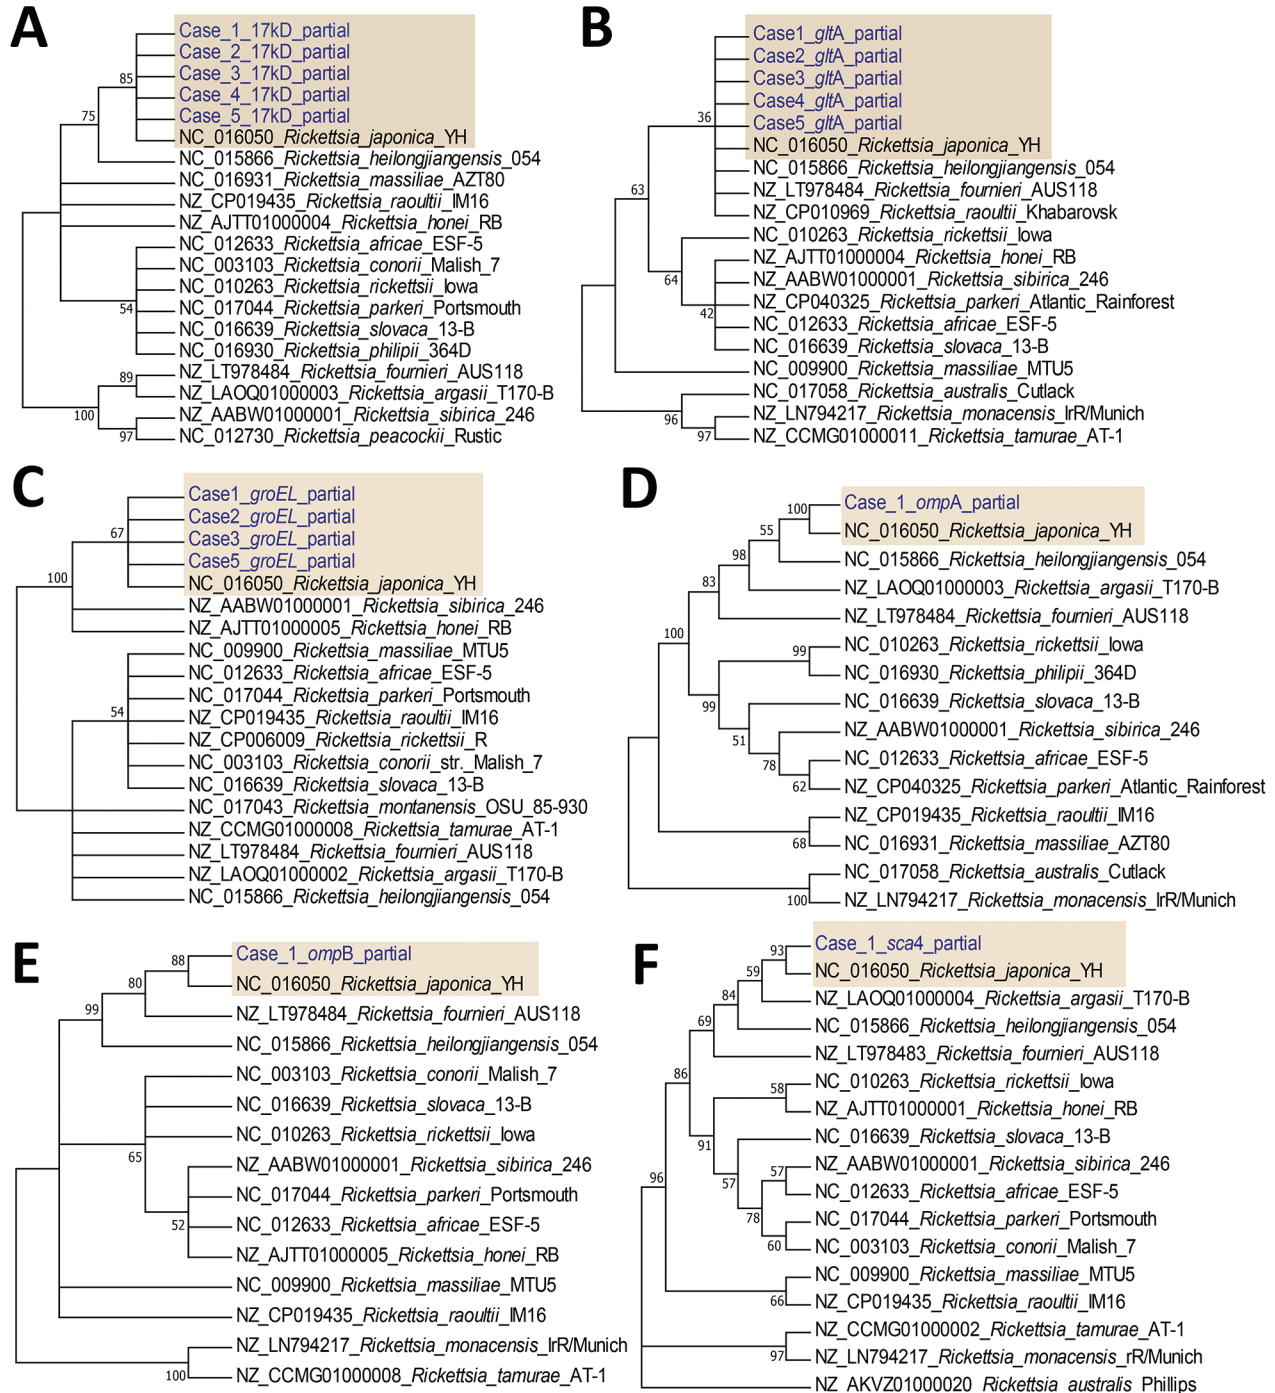 A
Case_1_17kD_partial
Case_2_17kD_partial
Case_3_17kD_partial
Case_4_17kD_partial
Case_5_17kD_partial
NC_016050_Rickettsia_japonica_YH
NC_015866_Rickettsia_heilongjiangensis_054
NC_016931_Rickettsia_massiliae_AZT80
NZ_CP019435_Rickettsia_raoultii_IM16
NZ_AJTT01000004_Rickettsia_honei_RB
NC_012633_Rickettsia_africae_ESF-5
NC_003103_Rickettsia_conorii_Malish_7
NC_010263_Rickettsia_rickettsii_Iowa
NC_017044_Rickettsia_parkeri_Portsmouth
NC_016639_Rickettsia_slovaca_13-B
NC_016930_Rickettsia_philipii_364D
NZ_LT978484_Rickettsia_fournieri_AUS118
NZ_LAOQ01000003_Rickettsia_argasii_T170-B
NZ_AABW01000001_Rickettsia_sibirica_246
NC_012730_Rickettsia_peacockii_Rustic
85
75
54
89
100
97
B
Case1_gltA_partial
Case2_gltA_partial
Case3_gltA_partial
Case4_gltA_partial
Case5_gltA_partial
NC_016050_Rickettsia_japonica_YH
NC_015866_Rickettsia_heilongjiangensis_054
NZ_LT978484_Rickettsia_fournieri_AUS118
NZ_CP010969_Rickettsia_raoultii_Khabarovsk
NC_010263_Rickettsia_rickettsii_Iowa
NZ_AJTT01000004_Rickettsia_honei_RB
NZ_AABW01000001_Rickettsia_sibirica_246
NZ_CP040325_Rickettsia_parkeri_Atlantic_Rainforest
NC_012633_Rickettsia_africae_ESF-5
NC_016639_Rickettsia_slovaca_13-B
NC_009900_Rickettsia_massiliae_MTU5
NC_017058_Rickettsia_australis_Cutlack
NZ_LN794217_Rickettsia_monacensis_IrR/Munich
NZ_CCMG01000011_Rickettsia_tamurae_AT-1
36
63
64
42
96
97
C
Case1_groEL_partial
Case2_groEL_partial
Case3_groEL_partial
Case5_groEL_partial
NC_016050_Rickettsia_japonica_YH
NZ_AABW01000001_Rickettsia_sibirica_246
NZ_AJTT01000005_Rickettsia_honei_RB
NC_009900_Rickettsia_massiliae_MTU5
NC_012633_Rickettsia_africae_ESF-5
NC_017044_Rickettsia_parkeri_Portsmouth
NZ_CP019435_Rickettsia_raoultii_IM16
NZ_CP006009_Rickettsia_rickettsii_R
NC_003103_Rickettsia_conorii_str._Malish_7
NC_016639_Rickettsia_slovaca_13-B
NC_017043_Rickettsia_montanensis_OSU_85-930
NZ_CCMG01000008_Rickettsia_tamurae_AT-1
NZ_LT978484_Rickettsia_fournieri_AUS118
NZ_LAOQ01000002_Rickettsia_argasii_T170-B
NC_015866_Rickettsia_heilongjiangensis_054
67
100
54
D
Case_1_ompA_partial
NC_016050_Rickettsia_japonica_YH
NC_015866_Rickettsia_heilongjiangensis_054
NZ_LAOQ01000003_Rickettsia_argasii_T170-B
NZ_LT978484_Rickettsia_fournieri_AUS118
NC_010263_Rickettsia_rickettsii_Iowa
NC_016930_Rickettsia_philipii_364D
NC_016639_Rickettsia_slovaca_13-B
NZ_AABW01000001_Rickettsia_sibirica_246
NC_012633_Rickettsia_africae_ESF-5
NZ_CP040325_Rickettsia_parkeri_Atlantic_Rainforest
NZ_CP019435_Rickettsia_raoultii_IM16
NC_016931_Rickettsia_massiliae_AZT80
NC_017058_Rickettsia_australis_Cutlack
NZ_LN794217_Rickettsia_monacensis_IrR/Munich
100
55
98
83
100
99
99
51
78
62
68
100
E
Case_1_ompB_partial
NC_016050_Rickettsia_japonica_YH
NZ_LT978484_Rickettsia_fournieri_AUS118
NC_015866_Rickettsia_heilongjiangensis_054
NC_003103_Rickettsia_conorii_Malish_7
NC_016639_Rickettsia_slovaca_13-B
NC_010263_Rickettsia_rickettsii_Iowa
NZ_AABW01000001_Rickettsia_sibirica_246
NC_017044_Rickettsia_parkeri_Portsmouth
NC_012633_Rickettsia_africae_ESF-5
NZ_AJTT01000005_Rickettsia_honei_RB
NC_009900_Rickettsia_massiliae_MTU5
NZ_CP019435_Rickettsia_raoultii_IM16
NZ_LN794217_Rickettsia_monacensis_IrR/Munich
NZ_CCMG01000008_Rickettsia_tamurae_AT-1
88
80
99
65
52
100
F
Case_1_sca4_partial
NC_016050_Rickettsia_japonica_YH
NZ_LAOQ01000004_Rickettsia_argasii_T170-B
NC_015866_Rickettsia_heilongjiangensis_054
NZ_LT978483_Rickettsia_fournieri_AUS118
NC_010263_Rickettsia_rickettsii_Iowa
NZ_AJTT01000001_Rickettsia_honei_RB
NC_016639_Rickettsia_slovaca_13-B
NZ_AABW01000001_Rickettsia_sibirica_246
NC_012633_Rickettsia_africae_ESF-5
NC_017044_Rickettsia_parkeri_Portsmouth
NC_003103_Rickettsia_conorii_Malish_7
NC_009900_Rickettsia_massiliae_MTU5
NZ_CP019435_Rickettsia_raoultii_IM16
NZ_CCMG01000002_Rickettsia_tamurae_AT-1
NZ_LN794217_Rickettsia_monacensis_rR/Munich
NZ_AKVZ01000020_Rickettsia_australis_Phillips
93
59
84
69
86
58
91
57
57
78
60
96
66
97